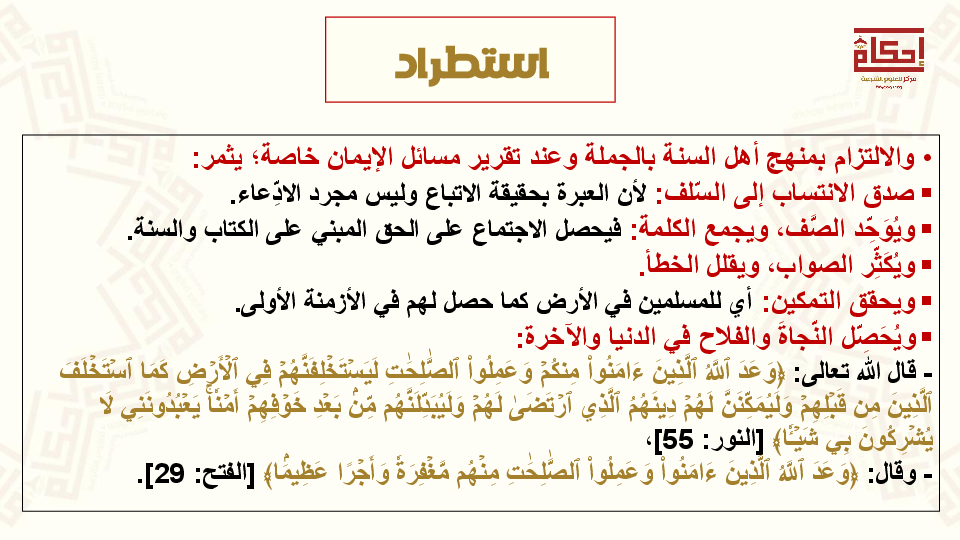 استطراد
إحكام
مركز للعلوم الشرعية
• والالتزام بمنهج أهل السنة بالجملة وعند تقرير مسائل الإيمان خاصة؛ يثمر:
▪ صدق الانتساب إلى السّلف: لأن العبرة بحقيقة الاتباع وليس مجرد الادِّعاء.
▪ ويُوَحِّد الصَّف، ويجمع الكلمة: فيحصل الاجتماع على الحق المبني على الكتاب والسنة.
▪ ويُكَثِّر الصواب، ويقلل الخطأ.
▪ ويحقق التمكين: أي للمسلمين في الأرض كما حصل لهم في الأزمنة الأولى.
▪ ويُحَصِّل النّجاةَ والفلاح في الدنيا والآخرة:
- قال الله تعالى: ﴿وَعَدَ ٱللَّهُ ٱلَّذِينَ ءَامَنُواْ مِنكُمۡ وَعَمِلُواْ ٱلصَّٰلِحَٰتِ لَيَسۡتَخۡلِفَنَّهُمۡ فِي ٱلۡأَرۡضِ كَمَا ٱسۡتَخۡلَفَ
ٱلَّذِينَ مِن قَبۡلِهِمۡ وَلَيُمَكِّنَنَّ لَهُمۡ دِينَهُمُ ٱلَّذِي ٱرۡتَضَىٰ لَهُمۡ وَلَيُبَدِّلَنَّهُم مِّنۢ بَعۡدِ خَوۡفِهِمۡ أَمۡنٗاۚ يَعۡبُدُونَنِي لَا
يُشۡرِكُونَ بِي شَيۡـٔٗا﴾ [النور: 55]،
- وقال: ﴿وَعَدَ ٱللَّهُ ٱلَّذِينَ ءَامَنُواْ وَعَمِلُواْ ٱلصَّٰلِحَٰتِ مِنۡهُم مَّغۡفِرَةٗ وَأَجۡرًا عَظِيمَۢا﴾ [الفتح: 29].